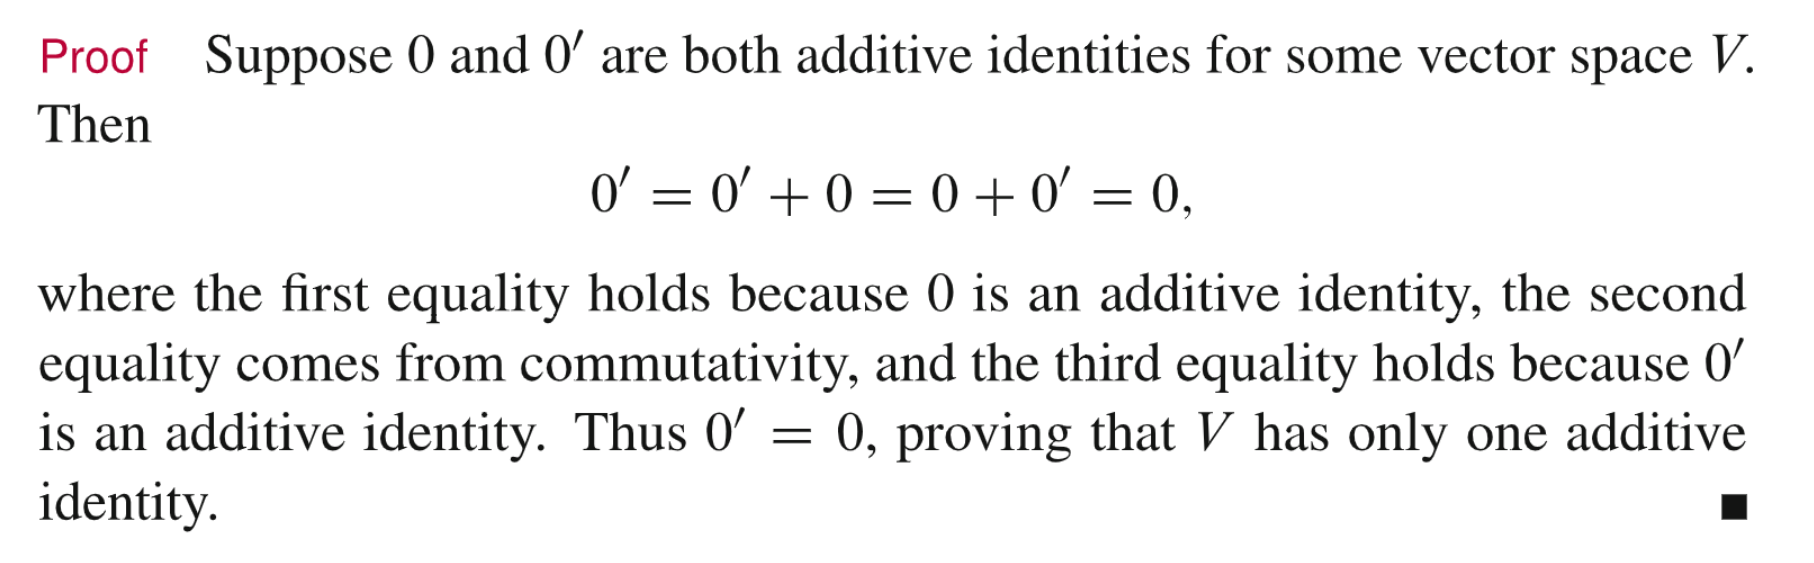 Proof Suppose 0 and 0′ are both additive identities for some vector space V.
Then
0′ = 0′ + 0 = 0 + 0′ = 0,
where the first equality holds because 0 is an additive identity, the second
equality comes from commutativity, and the third equality holds because 0′
is an additive identity. Thus 0′ = 0, proving that V has only one additive
identity. ■